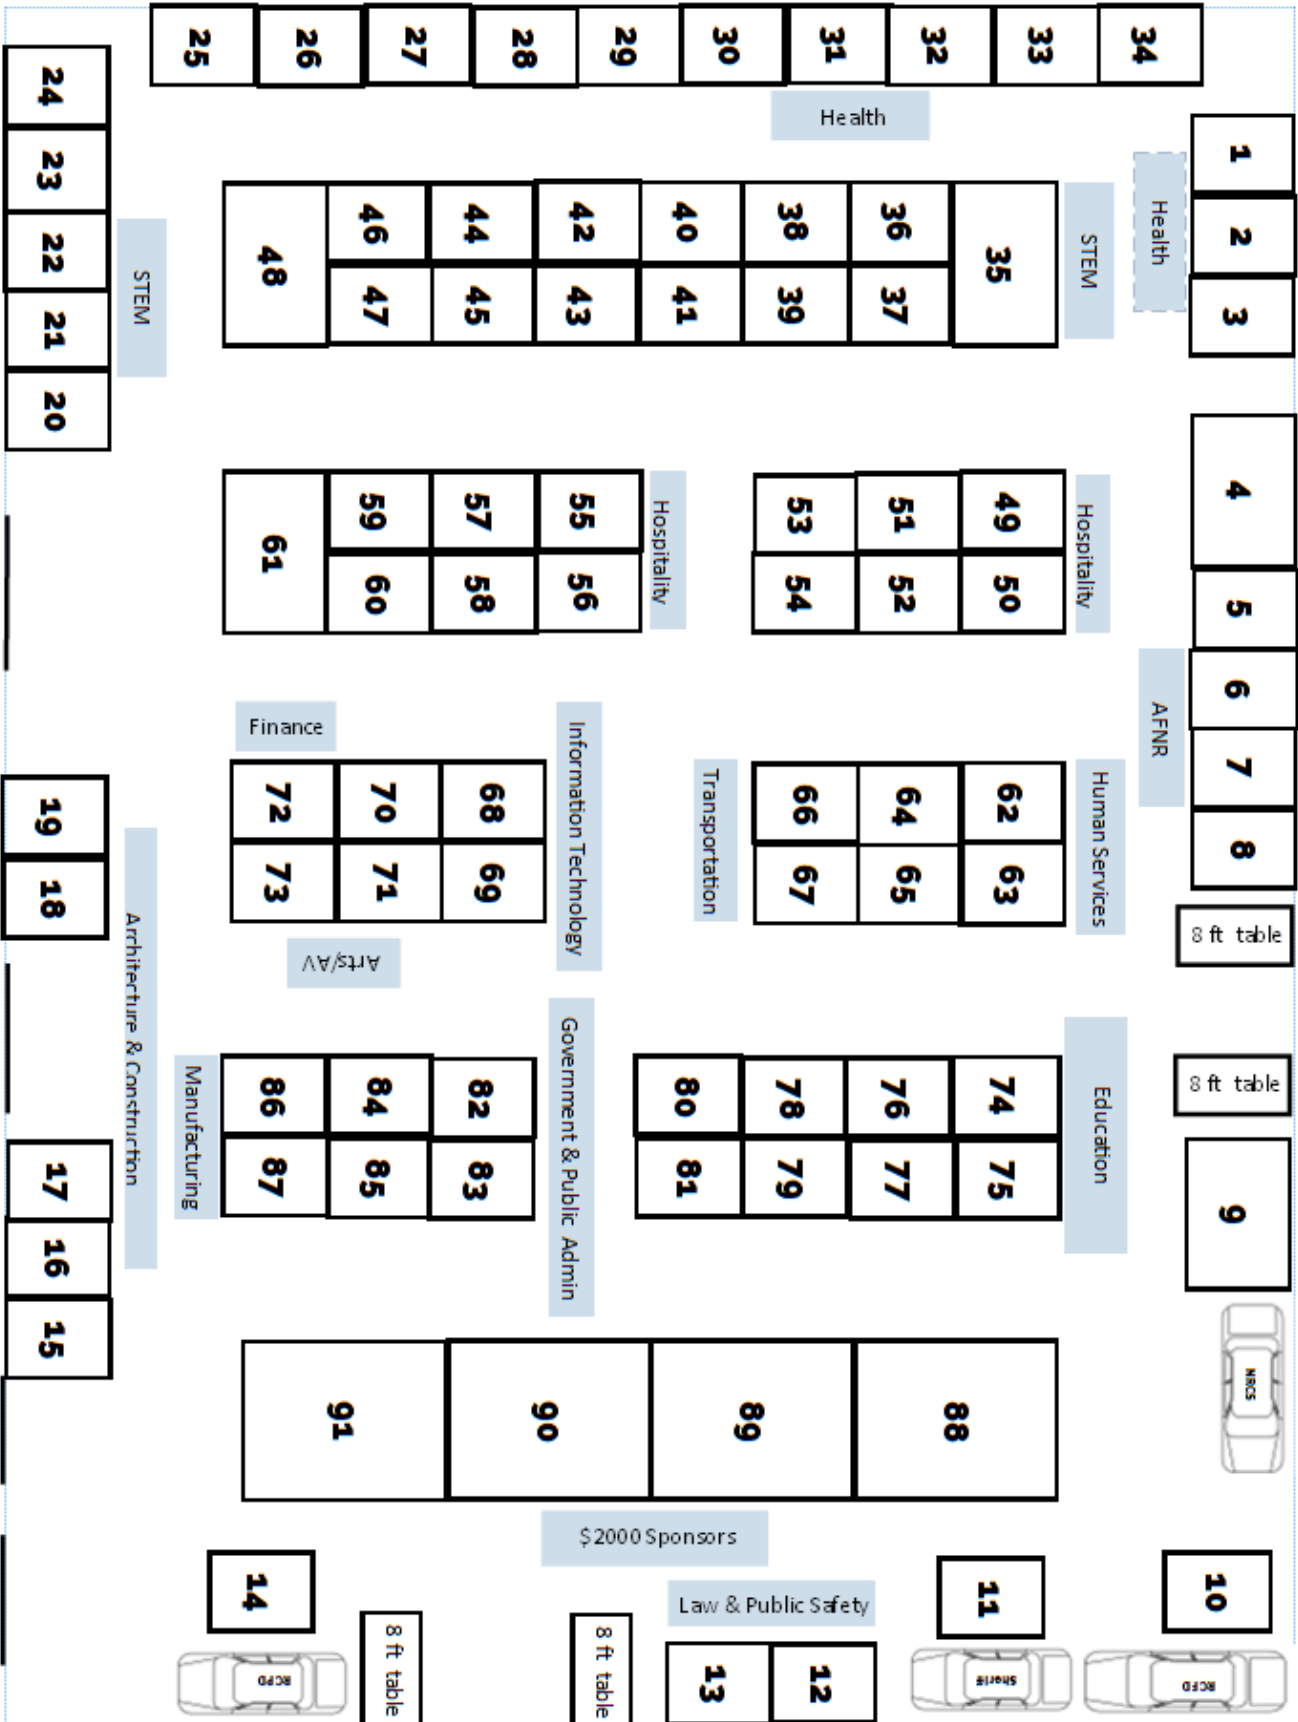 25 26 27 28 29 30 31 32 33 34
Health
24
23
22
21
20
STEM
48
46 44 42 40 38 36
47 45 43 41 39 37
35
STEM
Health
1
2
3
61
59 57 55
60 58 56
Hospitality
53 51 49
54 52 50
Hospitality
4
5
6
7
8
AFNR
Finance
72 70 68
73 71 69
Arts/AV
Information Technology
Transportation
66 64 62
67 65 63
Human Services
8 ft table
19
18
Architecture & Construction
17
16
15
Manufacturing
86 84 82
87 85 83
Government & Public Admin
80 78 76 74
81 79 77 75
Education
8 ft table
9
NRCS
91 90 89 88
$2000 Sponsors
14
RCFD
8 ft table
8 ft table
Law & Public Safety
13 12
11
Sheriff
10
RCFD